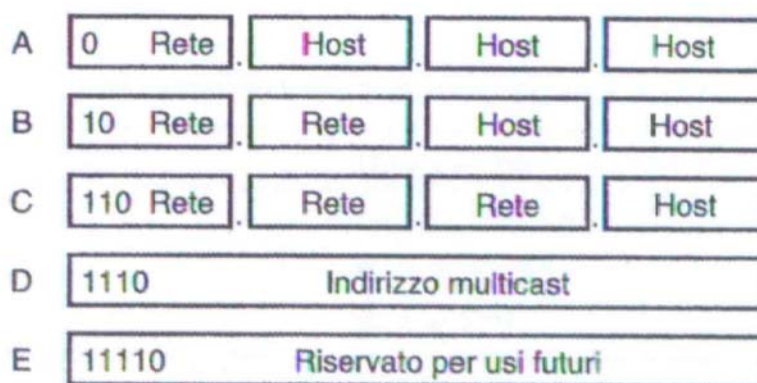 A 0 Rete . Host . Host . Host
B 10 Rete . Rete . Host . Host
C 110 Rete . Rete . Rete . Host
D 1110 Indirizzo multicast
E 11110 Riservato per usi futuri